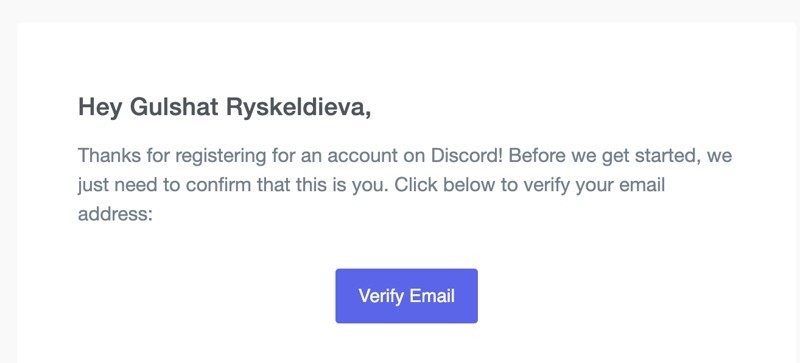 Hey Gulshat Ryskeldieva,
Thanks for registering for an account on Discord! Before we get started, we
just need to confirm that this is you. Click below to verify your email
address:
Verify Email